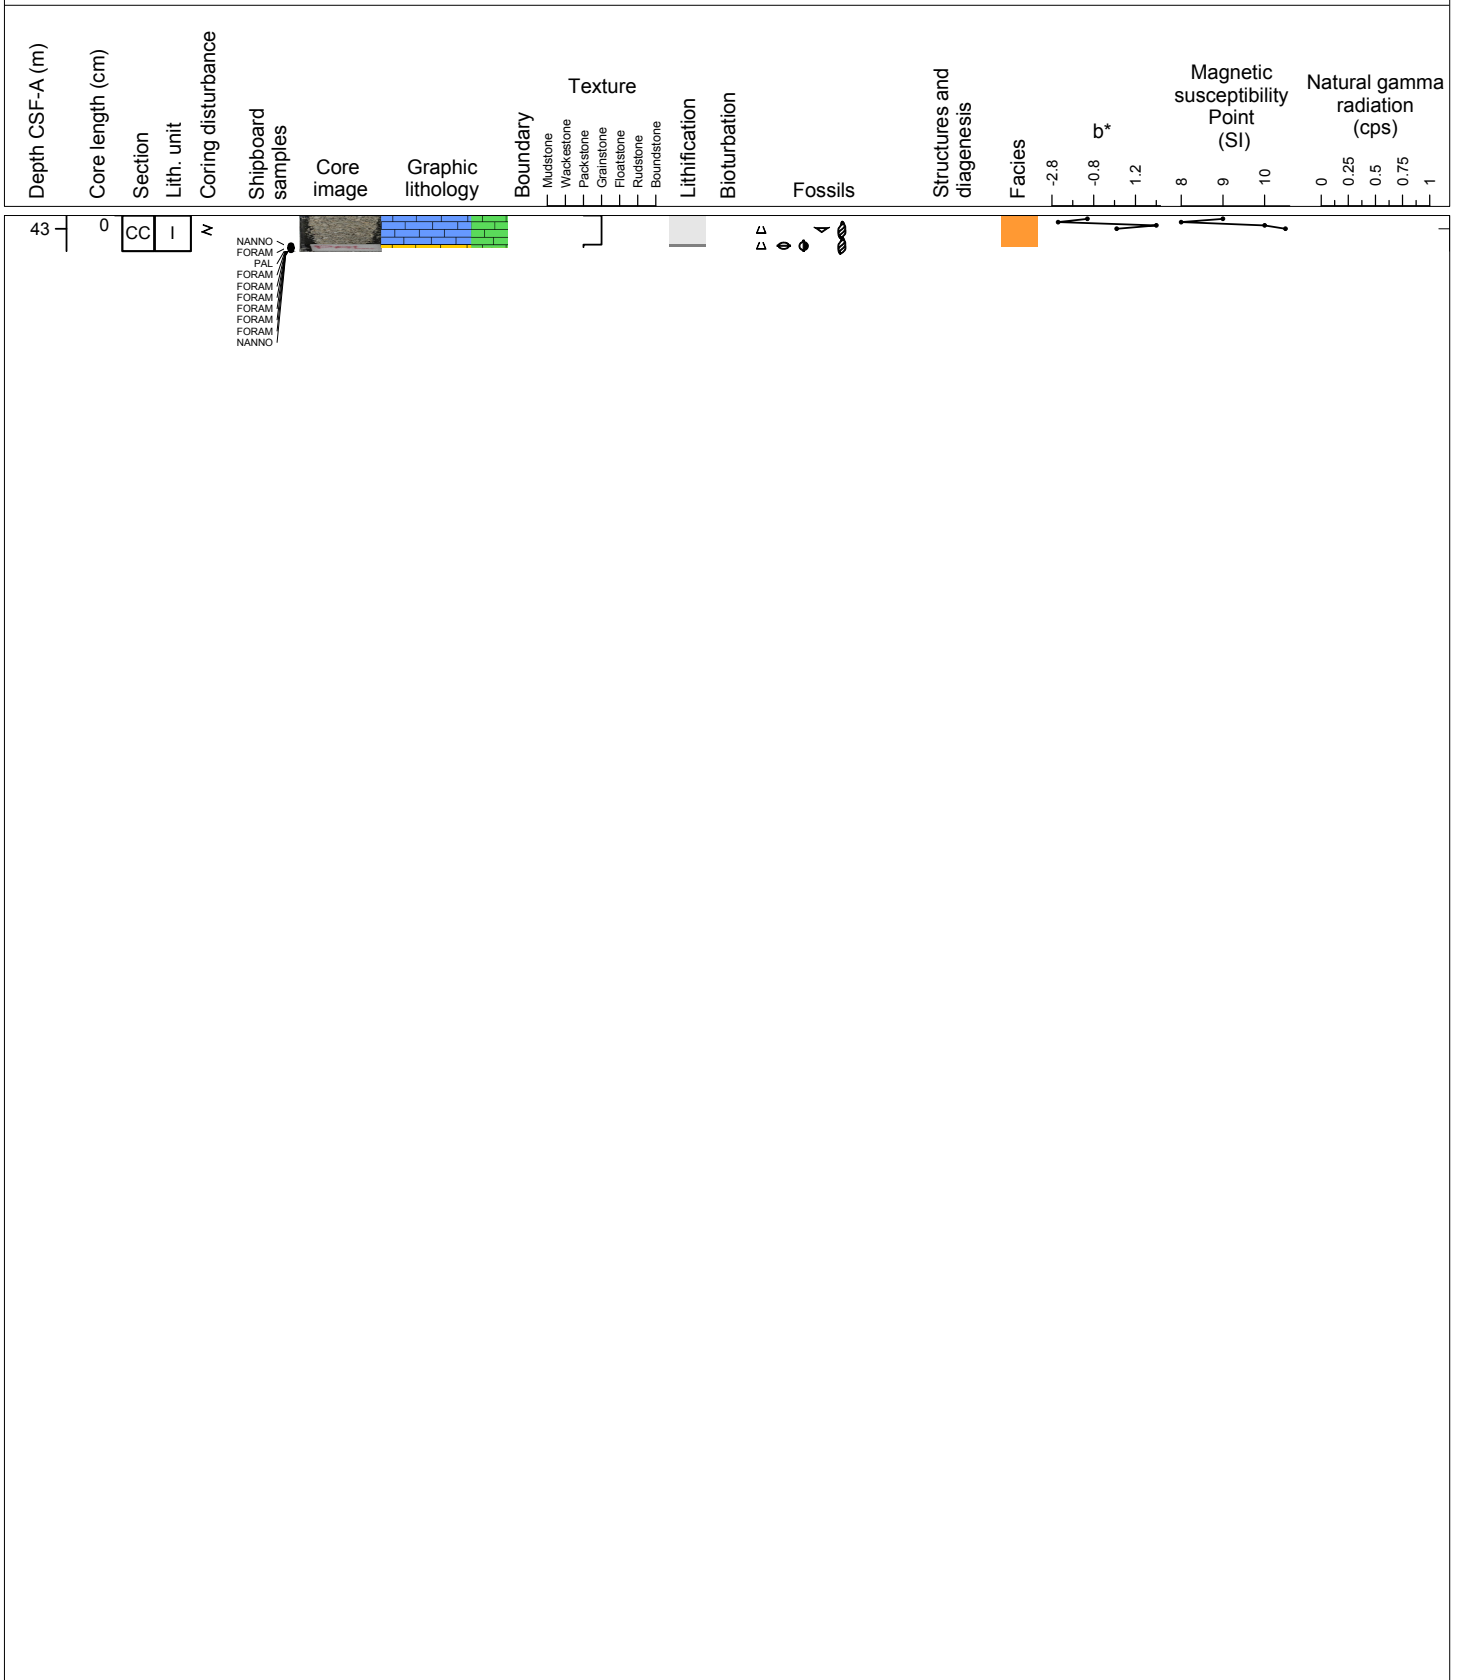 Depth CSF-A (m)
Core length (cm)
Section
Lith. unit
Coring disturbance
Shipboard
samples
Core
image
Graphic
lithology
Boundary
Texture
Mudstone
Wackestone
Packstone
Grainstone
Floatstone
Rudstone
Boundstone
Lithification
Bioturbation
Fossils
Structures and
diagenesis
Facies
b*
-2.8
-0.8
1.2
Magnetic
susceptibility
Point
(SI)
8
9
10
Natural gamma
radiation
(cps)
0
0.25
0.5
0.75
1
43
0
CC
I
NANNO
FORAM
PAL
FORAM
FORAM
FORAM
FORAM
FORAM
FORAM
NANNO